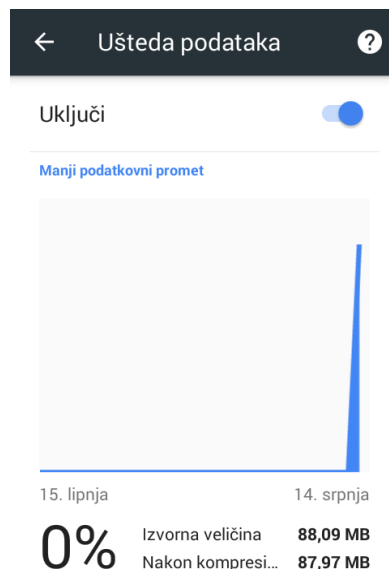 Ušteda podataka ?
Uključi
Manji podatkovni promet
15. lipnja 14. srpnja
0% Izvorna veličina 88,09 MB
Nakon kompresi... 87,97 MB